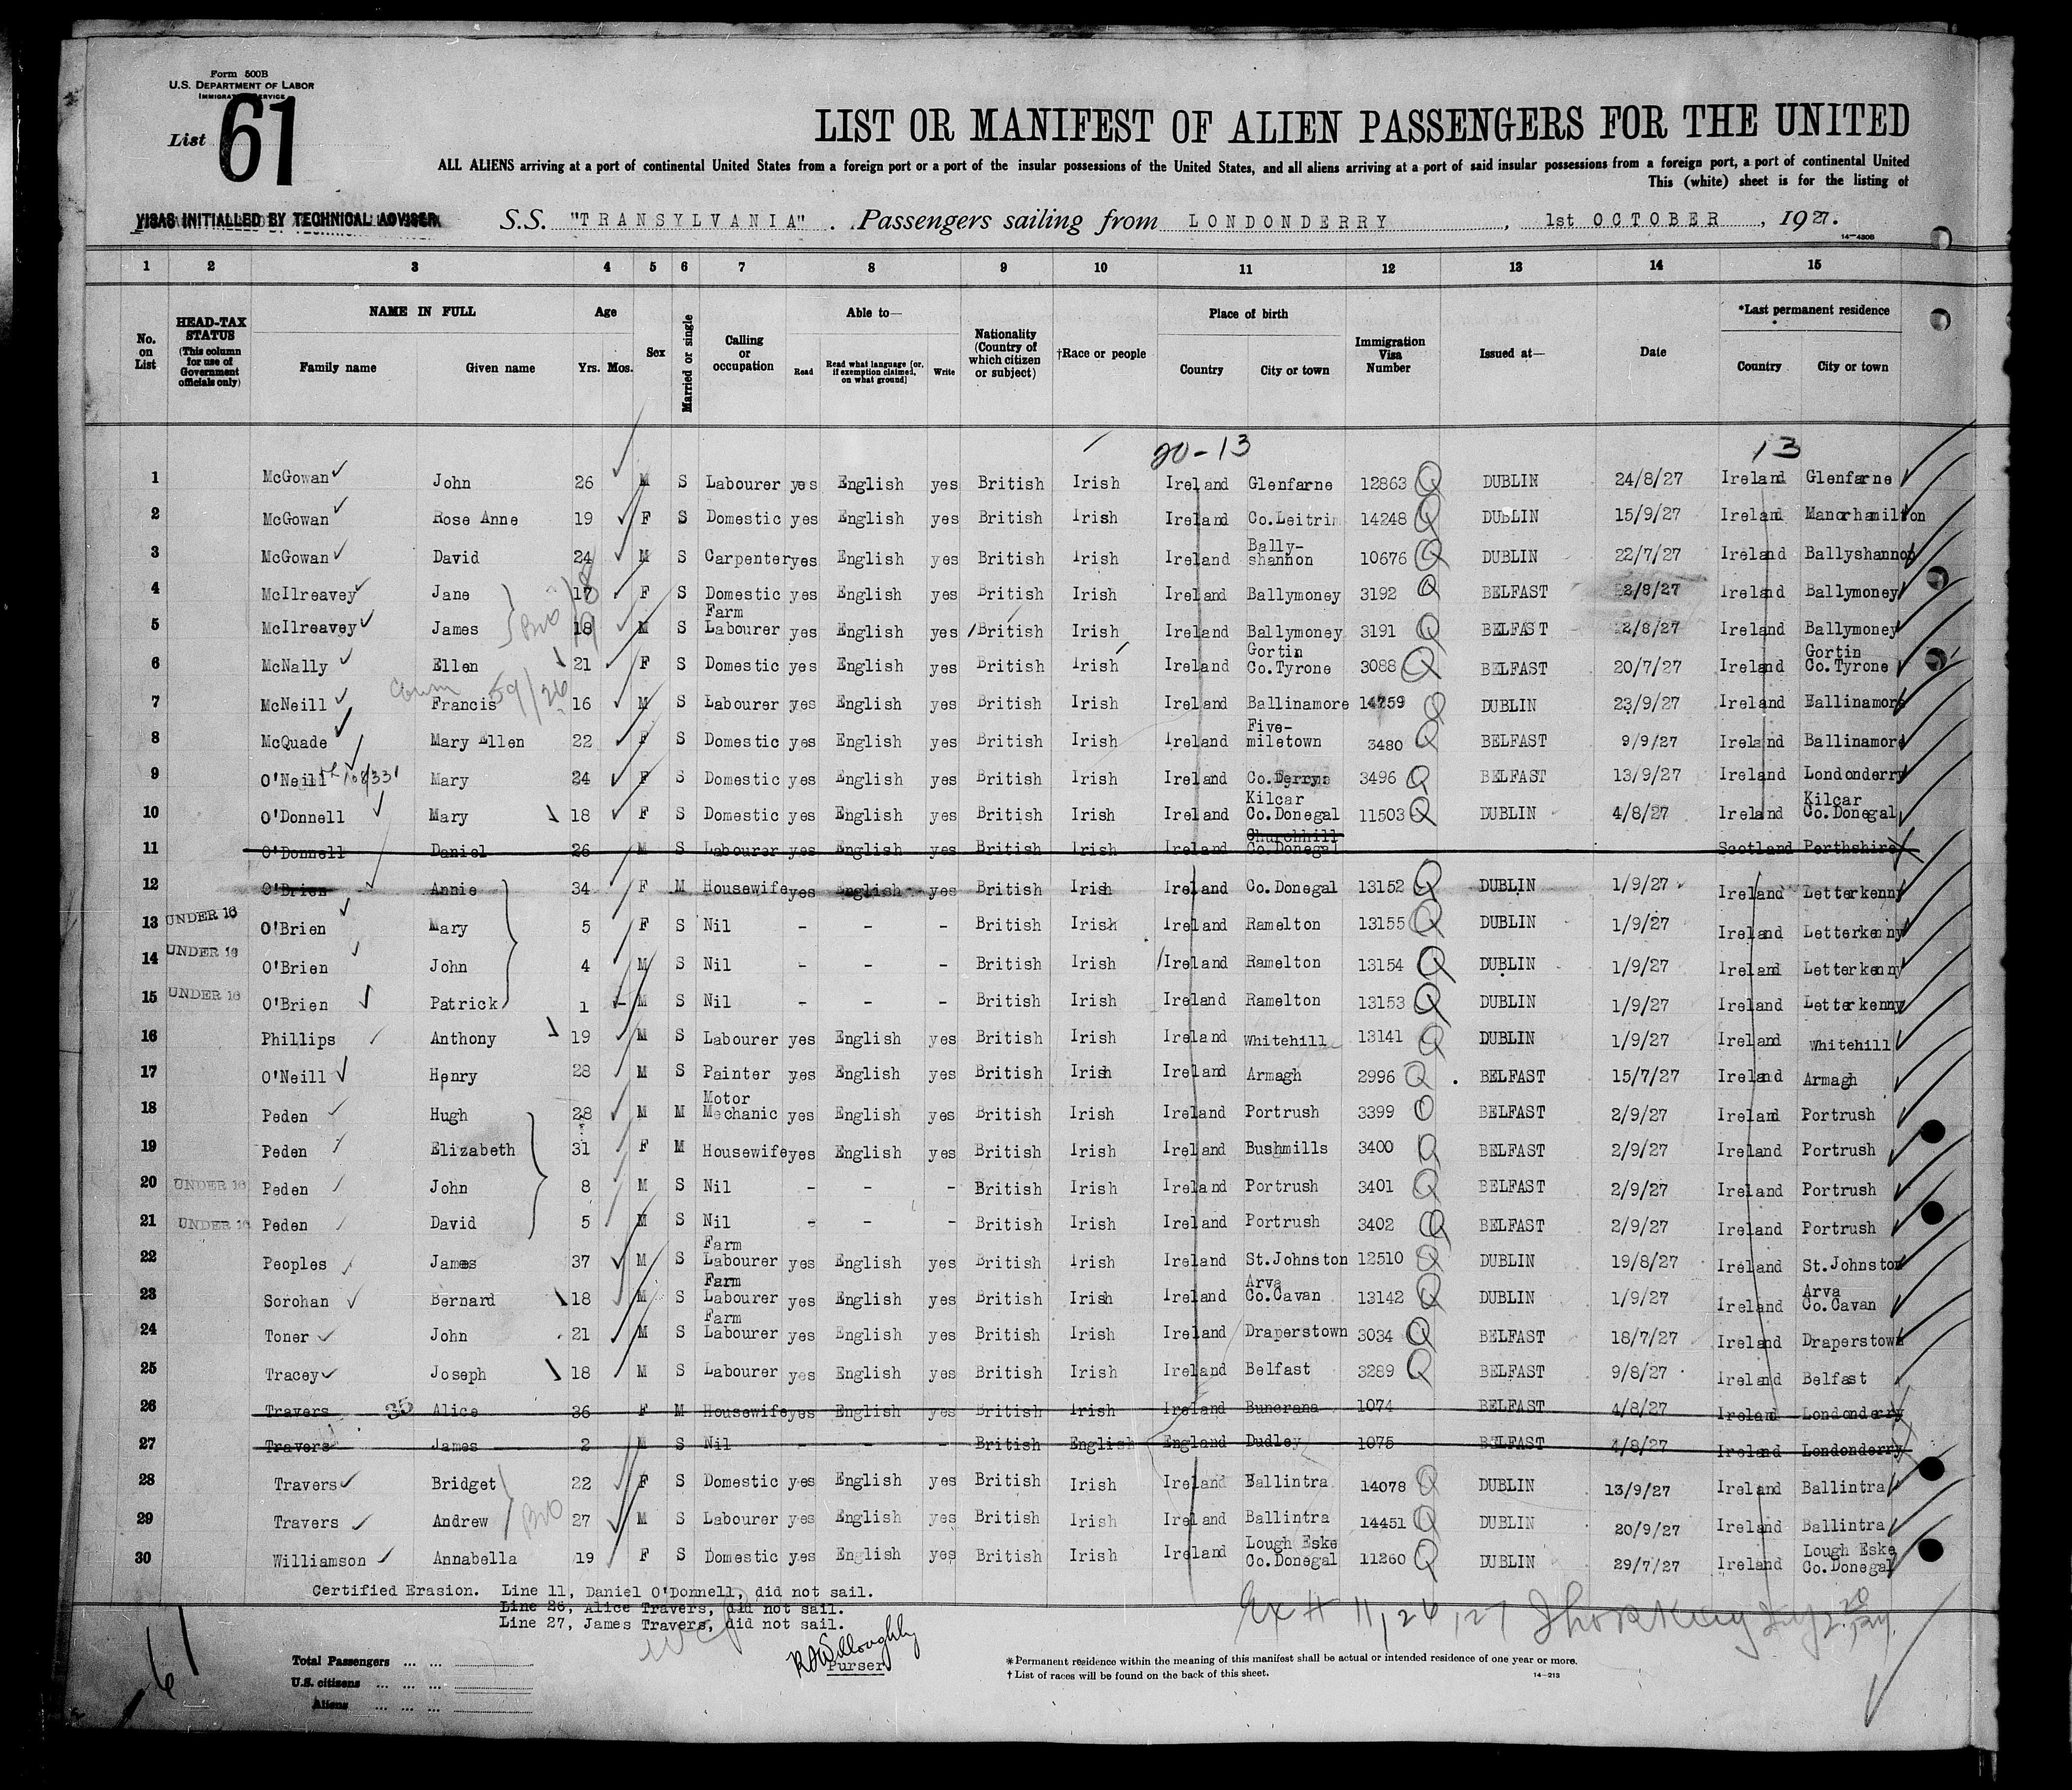 Form 500B
U.S. DEPARTMENT OF LABOR
IMMIGRATION SERVICE
List 61
LIST OR MANIFEST OF ALIEN PASSENGERS FOR THE UNITED
ALL ALIENS arriving at a port of continental United States from a foreign port or a port of the insular possessions of the United States, and all aliens arriving at a port of said insular possessions from a foreign port, a port of continental United
This (white) sheet is for the listing of
VISAS INITIALLED BY TECHNICAL ADVISER.
S.S. "TRANSYLVANIA". Passengers sailing from LONDONDERRY, 1st OCTOBER, 1927.
14-430B
1 2 3 4 5 6 7 8 9 10 11 12 13 14 15
No. on List HEAD-TAX STATUS (This column for use of Government officials only) NAME IN FULL Family name Given name Age Yrs. Mos. Sex Married or single Calling or occupation Able to— Read Read what language [or, if exemption claimed, on what ground] Write Nationality (Country of which citizen or subject) †Race or people Place of birth Country City or town Immigration Visa Number Issued at— Date *Last permanent residence Country City or town
20-13 13
1 McGowan John 26 M S Labourer yes English yes British Irish Ireland Glenfarne 12863 Q DUBLIN 24/8/27 Ireland Glenfarne
2 McGowan Rose Anne 19 F S Domestic yes English yes British Irish Ireland Co.Leitrim 14248 Q DUBLIN 15/9/27 Ireland Manorhamilton
3 McGowan David 24 M S Carpenter yes English yes British Irish Ireland Bally-shannon 10676 Q DUBLIN 22/7/27 Ireland Ballyshannon
4 McIlreavey Jane 17 F S Domestic yes English yes British Irish Ireland Ballymoney 3192 Q BELFAST 22/8/27 Ireland Ballymoney
5 McIlreavey James 18 M S Farm Labourer yes English yes British Irish Ireland Ballymoney 3191 Q BELFAST 2/8/27 Ireland Ballymoney
6 McNally Ellen 21 F S Domestic yes English yes British Irish Ireland Gortin Co.Tyrone 3088 Q BELFAST 20/7/27 Ireland Gortin Co.Tyrone
7 McNeill Francis 16 M S Labourer yes English yes British Irish Ireland Ballinamore 14759 Q DUBLIN 23/9/27 Ireland Ballinamore
8 McQuade Mary Ellen 22 F S Domestic yes English yes British Irish Ireland Five-miletown 3480 Q BELFAST 9/9/27 Ireland Ballinamore
9 O'Neill Mary 24 F S Domestic yes English yes British Irish Ireland Co.Derry 3496 Q BELFAST 13/9/27 Ireland Londonderry
10 O'Donnell Mary 18 F S Domestic yes English yes British Irish Ireland Kilcar Co.Donegal 11503 Q DUBLIN 4/8/27 Ireland Kilcar Co.Donegal
11 O'Donnell Daniel 26 M S Labourer yes English yes British Irish Ireland Churchhill Co.Donegal Scotland Perthshire
12 O'Brien Annie 34 F M Housewife yes English yes British Irish Ireland Co.Donegal 13152 Q DUBLIN 1/9/27 Ireland Letterkenny
13 UNDER 16 O'Brien Mary 5 F S Nil - - - British Irish Ireland Ramelton 13155 Q DUBLIN 1/9/27 Ireland Letterkenny
14 UNDER 16 O'Brien John 4 M S Nil - - - British Irish Ireland Ramelton 13154 Q DUBLIN 1/9/27 Ireland Letterkenny
15 UNDER 16 O'Brien Patrick 1 M S Nil - - - British Irish Ireland Ramelton 13153 Q DUBLIN 1/9/27 Ireland Letterkenny
16 Phillips Anthony 19 M S Labourer yes English yes British Irish Ireland Whitehill 13141 Q DUBLIN 1/9/27 Ireland Whitehill
17 O'Neill Henry 28 M S Painter yes English yes British Irish Ireland Armagh 2996 Q BELFAST 15/7/27 Ireland Armagh
18 Peden Hugh 28 M M Motor Mechanic yes English yes British Irish Ireland Portrush 3399 Q BELFAST 2/9/27 Ireland Portrush
19 Peden Elizabeth 31 F M Housewife yes English yes British Irish Ireland Bushmills 3400 Q BELFAST 2/9/27 Ireland Portrush
20 UNDER 16 Peden John 8 M S Nil - - - British Irish Ireland Portrush 3401 Q BELFAST 2/9/27 Ireland Portrush
21 UNDER 16 Peden David 5 M S Nil - - - British Irish Ireland Portrush 3402 Q BELFAST 2/9/27 Ireland Portrush
22 Peoples James 37 M S Farm Labourer yes English yes British Irish Ireland St.Johnston 12510 Q DUBLIN 19/8/27 Ireland St.Johnston
23 Sorohan Bernard 18 M S Farm Labourer yes English yes British Irish Ireland Arva Co.Cavan 13142 Q DUBLIN 1/9/27 Ireland Arva Co.Cavan
24 Toner John 21 M S Farm Labourer yes English yes British Irish Ireland Draperstown 3034 Q BELFAST 18/7/27 Ireland Draperstown
25 Tracey Joseph 18 M S Labourer yes English yes British Irish Ireland Belfast 3289 Q BELFAST 9/8/27 Ireland Belfast
26 Travers 35 Alice 36 F M Housewife yes English yes British Irish Ireland Buncrana 1074 BELFAST 4/8/27 Ireland Londonderry
27 Travers James 2 M S Nil - - - British English England Dudley 1075 BELFAST 4/8/27 Ireland Londonderry
28 Travers Bridget 22 F S Domestic yes English yes British Irish Ireland Ballintra 14078 Q DUBLIN 13/9/27 Ireland Ballintra
29 Travers Andrew 27 M S Labourer yes English yes British Irish Ireland Ballintra 14451 Q DUBLIN 20/9/27 Ireland Ballintra
30 Williamson Annabella 19 F S Domestic yes English yes British Irish Ireland Lough Eske Co.Donegal 11260 Q DUBLIN 29/7/27 Ireland Lough Eske Co.Donegal
Certified Erasion. Line 11, Daniel O'Donnell, did not sail.
Line 26, Alice Travers, did not sail.
Line 27, James Travers, did not sail.
Ex # 11, 26, 27
Willoughby
Purser
Total Passengers ... ...
U.S. citizens ... ... ...
Aliens ... ... ...
*Permanent residence within the meaning of this manifest shall be actual or intended residence of one year or more.
†List of races will be found on the back of this sheet.
14-213
61